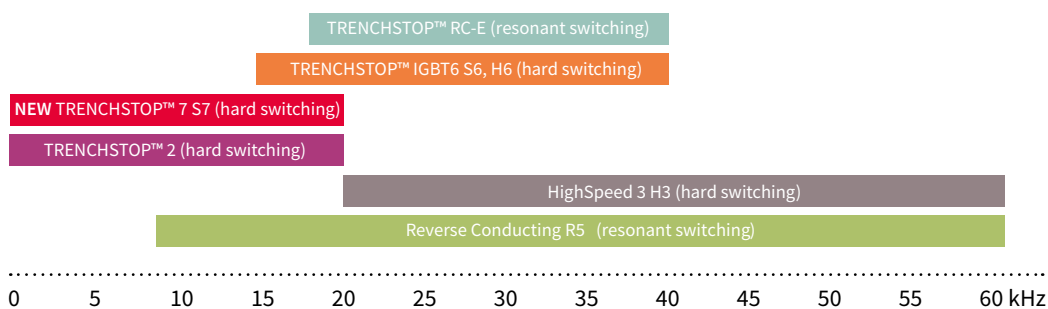 TRENCHSTOP™ RC-E (resonant switching)
TRENCHSTOP™ IGBT6 S6, H6 (hard switching)
NEW TRENCHSTOP™ 7 S7 (hard switching)
TRENCHSTOP™ 2 (hard switching)
HighSpeed 3 H3 (hard switching)
Reverse Conducting R5 (resonant switching)
0 5 10 15 20 25 30 35 40 45 50 55 60 kHz